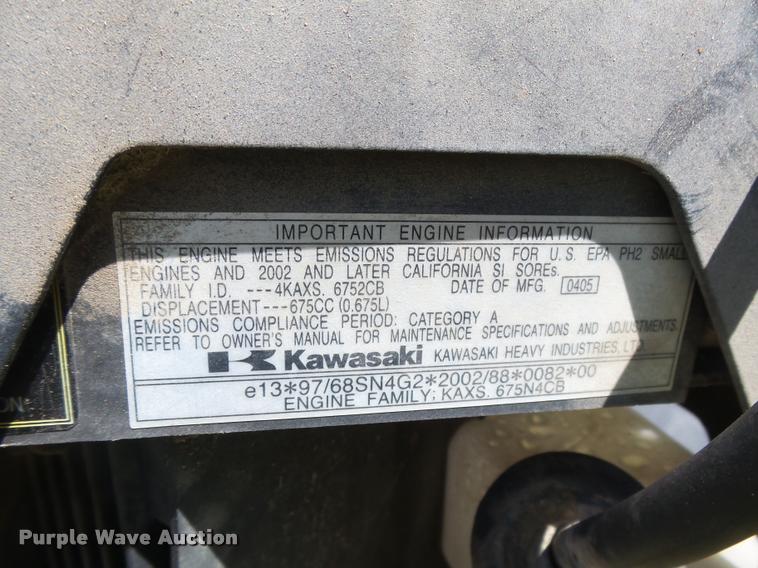 IMPORTANT ENGINE INFORMATION
THIS ENGINE MEETS EMISSIONS REGULATIONS FOR U.S. EPA PH2 SMALL
ENGINES AND 2002 AND LATER CALIFORNIA SI SOREs.
FAMILY I.D. ---4KAXS. 6752CB DATE OF MFG. 0405
DISPLACEMENT---675CC (0.675L)
EMISSIONS COMPLIANCE PERIOD: CATEGORY A
REFER TO OWNER'S MANUAL FOR MAINTENANCE SPECIFICATIONS AND ADJUSTMENTS.
Kawasaki KAWASAKI HEAVY INDUSTRIES, LTD.
e13*97/68SN4G2*2002/88*0082*00
ENGINE FAMILY: KAXS. 675N4CB
ON
Purple Wave Auction